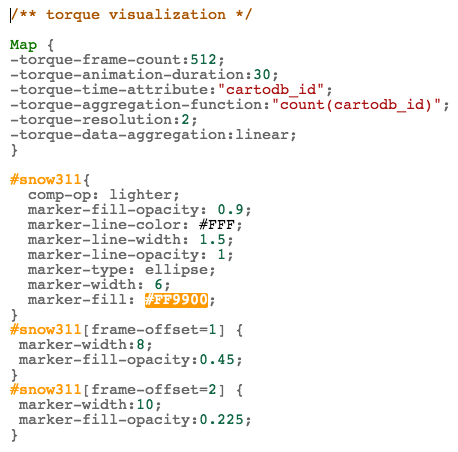 /** torque visualization */
Map {
-torque-frame-count:512;
-torque-animation-duration:30;
-torque-time-attribute:"cartodb_id";
-torque-aggregation-function:"count(cartodb_id)";
-torque-resolution:2;
-torque-data-aggregation:linear;
}
#snow311{
  comp-op: lighter;
  marker-fill-opacity: 0.9;
  marker-line-color: #FFF;
  marker-line-width: 1.5;
  marker-line-opacity: 1;
  marker-type: ellipse;
  marker-width: 6;
  marker-fill: #FF9900;
}
#snow311[frame-offset=1] {
 marker-width:8;
 marker-fill-opacity:0.45;
}
#snow311[frame-offset=2] {
 marker-width:10;
 marker-fill-opacity:0.225;
}